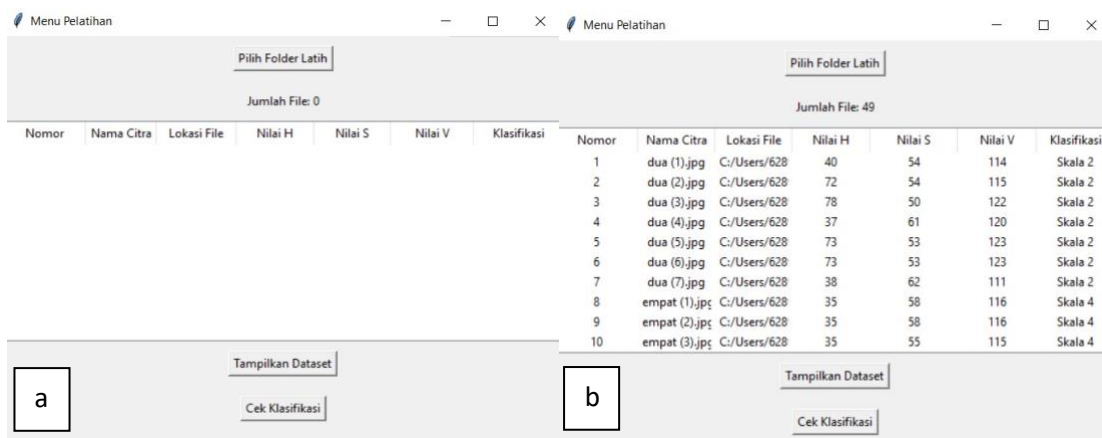 Menu Pelatihan
Pilih Folder Latih
Jumlah File: 0
Nomor Nama Citra Lokasi File Nilai H Nilai S Nilai V Klasifikasi
Tampilkan Dataset
Cek Klasifikasi
a
Menu Pelatihan
Pilih Folder Latih
Jumlah File: 49
Nomor Nama Citra Lokasi File Nilai H Nilai S Nilai V Klasifikasi
1 dua (1).jpg C:/Users/628 40 54 114 Skala 2
2 dua (2).jpg C:/Users/628 72 54 115 Skala 2
3 dua (3).jpg C:/Users/628 78 50 122 Skala 2
4 dua (4).jpg C:/Users/628 37 61 120 Skala 2
5 dua (5).jpg C:/Users/628 73 53 123 Skala 2
6 dua (6).jpg C:/Users/628 73 53 123 Skala 2
7 dua (7).jpg C:/Users/628 38 62 111 Skala 2
8 empat (1).jpg C:/Users/628 35 58 116 Skala 4
9 empat (2).jpg C:/Users/628 35 58 116 Skala 4
10 empat (3).jpg C:/Users/628 35 55 115 Skala 4
Tampilkan Dataset
Cek Klasifikasi
b